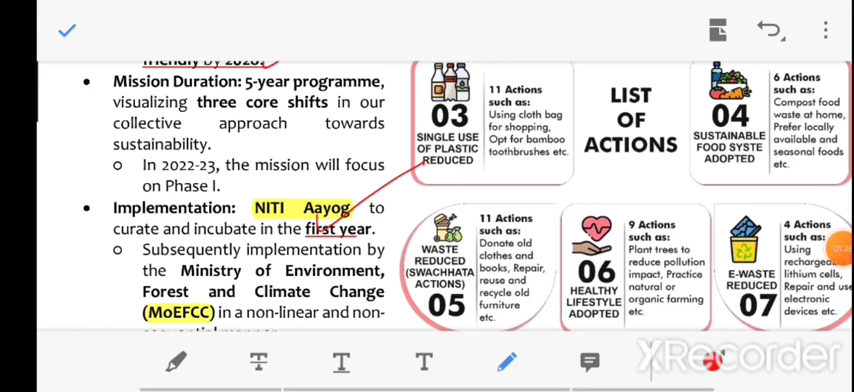 friendly by 2028.
• Mission Duration: 5-year programme,
visualizing three core shifts in our
collective approach towards
sustainability.
o In 2022-23, the mission will focus
on Phase I.
• Implementation: NITI Aayog to
curate and incubate in the first year.
o Subsequently implementation by
the Ministry of Environment,
Forest and Climate Change
(MoEFCC) in a non-linear and non-
sequential manner.
03
SINGLE USE
OF PLASTIC
REDUCED
11 Actions
such as:
Using cloth bag
for shopping,
Opt for bamboo
toothbrushes etc.
LIST
OF
ACTIONS
04
SUSTAINABLE
FOOD SYSTE
ADOPTED
6 Actions
such as:
Compost food
waste at home,
Prefer locally
available and
seasonal foods
etc.
WASTE
REDUCED
(SWACHHATA
ACTIONS)
05
11 Actions
such as:
Donate old
clothes and
books, Repair,
reuse and
recycle old
furniture
etc.
06
HEALTHY
LIFESTYLE
ADOPTED
9 Actions
such as:
Plant trees to
reduce pollution
impact, Practice
natural or
organic farming
etc.
E-WASTE
REDUCED
07
4 Actions
such as:
Using
rechargea
lithium cells,
Repair and use
electronic
devices etc.
T T T
XRecorder